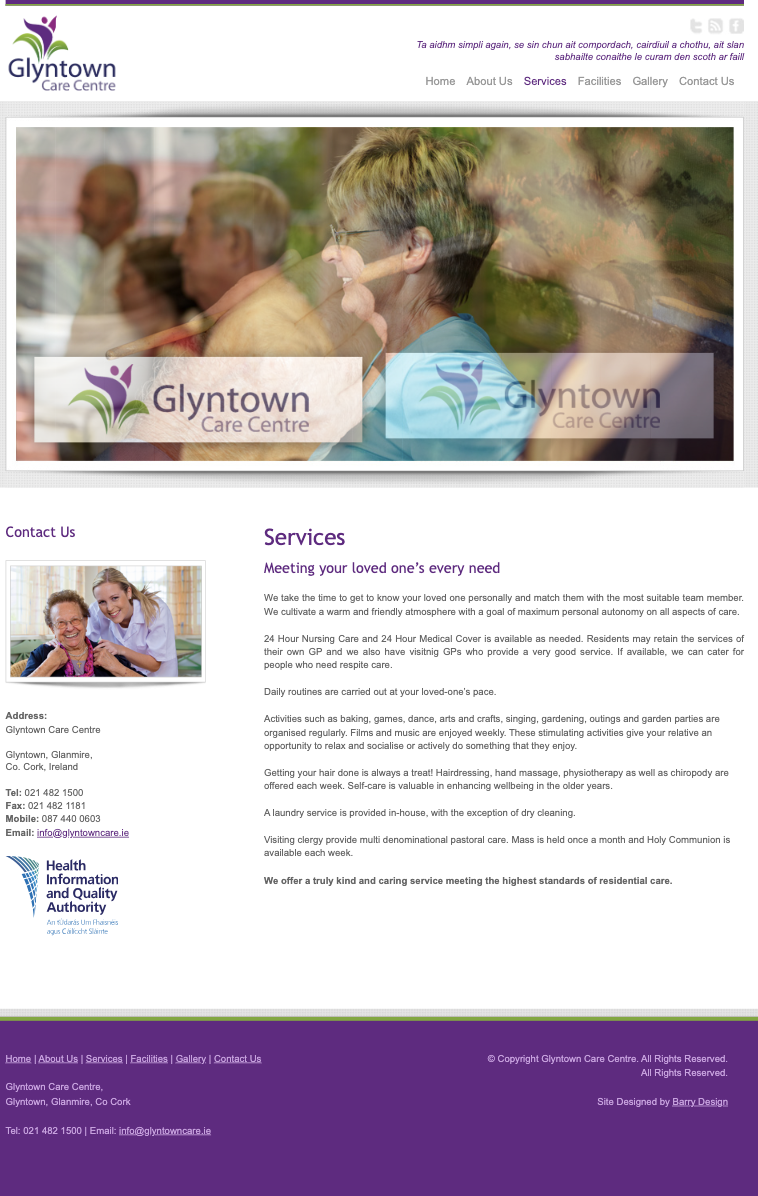 Glyntown
Care Centre
Ta aidhm simpli again, se sin chun ait compordach, cairdiuil a chothu, ait slan
sabhailte conaithe le curam den scoth ar faill
Home About Us Services Facilities Gallery Contact Us
Glyntown
Care Centre
Glyntown
Care Centre
Contact Us
Address:
Glyntown Care Centre
Glyntown, Glanmire,
Co. Cork, Ireland
Tel: 021 482 1500
Fax: 021 482 1181
Mobile: 087 440 0603
Email: info@glyntowncare.ie
Health
Information
and Quality
Authority
An tÚdarás Um Fhaisnéis
agus Cáilíocht Sláinte
Services
Meeting your loved one’s every need
We take the time to get to know your loved one personally and match them with the most suitable team member.
We cultivate a warm and friendly atmosphere with a goal of maximum personal autonomy on all aspects of care.
24 Hour Nursing Care and 24 Hour Medical Cover is available as needed. Residents may retain the services of
their own GP and we also have visitnig GPs who provide a very good service. If available, we can cater for
people who need respite care.
Daily routines are carried out at your loved-one’s pace.
Activities such as baking, games, dance, arts and crafts, singing, gardening, outings and garden parties are
organised regularly. Films and music are enjoyed weekly. These stimulating activities give your relative an
opportunity to relax and socialise or actively do something that they enjoy.
Getting your hair done is always a treat! Hairdressing, hand massage, physiotherapy as well as chiropody are
offered each week. Self-care is valuable in enhancing wellbeing in the older years.
A laundry service is provided in-house, with the exception of dry cleaning.
Visiting clergy provide multi denominational pastoral care. Mass is held once a month and Holy Communion is
available each week.
We offer a truly kind and caring service meeting the highest standards of residential care.
Home | About Us | Services | Facilities | Gallery | Contact Us
Glyntown Care Centre,
Glyntown, Glanmire, Co Cork
Tel: 021 482 1500 | Email: info@glyntowncare.ie
© Copyright Glyntown Care Centre. All Rights Reserved.
All Rights Reserved.
Site Designed by Barry Design